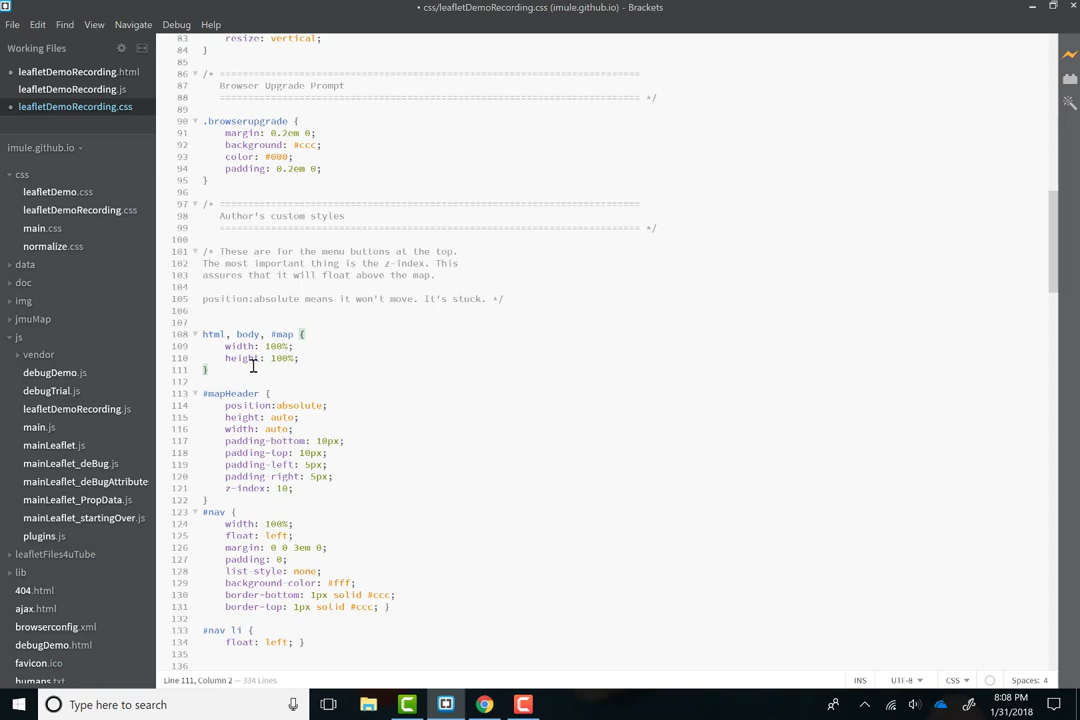 • css/leafletDemoRecording.css (imule.github.io) - Brackets
File Edit Find View Navigate Debug Help
Working Files
leafletDemoRecording.html
leafletDemoRecording.js
leafletDemoRecording.css
imule.github.io
css
leafletDemo.css
leafletDemoRecording.css
main.css
normalize.css
data
doc
img
jmuMap
js
vendor
debugDemo.js
debugTrial.js
leafletDemoRecording.js
main.js
mainLeaflet.js
mainLeaflet_deBug.js
mainLeaflet_deBugAttribute
mainLeaflet_PropData.js
mainLeaflet_startingOver.js
plugins.js
leafletFiles4uTube
lib
404.html
ajax.html
browserconfig.xml
debugDemo.html
favicon.ico
humans.txt
83 resize: vertical;
84 }
85
86 /* ==========================================================================
87 Browser Upgrade Prompt
88 ========================================================================== */
89
90 .browserupgrade {
91 margin: 0.2em 0;
92 background: #ccc;
93 color: #000;
94 padding: 0.2em 0;
95 }
96
97 /* ==========================================================================
98 Author's custom styles
99 ========================================================================== */
100
101 /* These are for the menu buttons at the top.
102 The most important thing is the z-index. This
103 assures that it will float above the map.
104
105 position:absolute means it won't move. It's stuck. */
106
107
108 html, body, #map {
109 width: 100%;
110 height: 100%;
111 }
112
113 #mapHeader {
114 position:absolute;
115 height: auto;
116 width: auto;
117 padding-bottom: 10px;
118 padding-top: 10px;
119 padding-left: 5px;
120 padding-right: 5px;
121 z-index: 10;
122 }
123 #nav {
124 width: 100%;
125 float: left;
126 margin: 0 0 3em 0;
127 padding: 0;
128 list-style: none;
129 background-color: #fff;
130 border-bottom: 1px solid #ccc;
131 border-top: 1px solid #ccc; }
132
133 #nav li {
134 float: left; }
135
136
Line 111, Column 2 — 334 Lines
INS UTF-8 CSS Spaces: 4
Type here to search
8:08 PM
1/31/2018